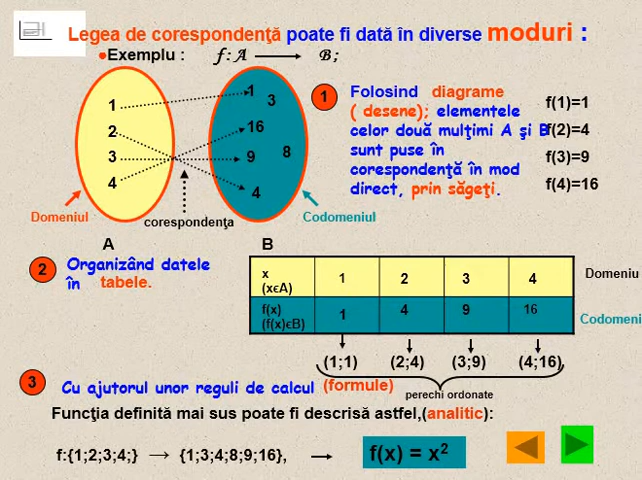 Legea de corespondenţă poate fi dată în diverse moduri :
Exemplu : f: A B;
1
2
3
4
1
3
16
9
8
4
Domeniul
corespondenţa
Codomeniul
A
B
1
Folosind diagrame
( desene); elementele
celor două mulţimi A şi B
sunt puse în
corespondenţă în mod
direct, prin săgeţi.
f(1)=1
f(2)=4
f(3)=9
f(4)=16
2
Organizând datele
în tabele.
x
(xϵA)
1 2 3 4
Domeniu
f(x)
(f(x)ϵB)
1 4 9 16
Codomeni
(1;1) (2;4) (3;9) (4;16)
perechi ordonate
3
Cu ajutorul unor reguli de calcul (formule)
Funcţia definită mai sus poate fi descrisă astfel,(analitic):
f:{1;2;3;4;} → {1;3;4;8;9;16}, → f(x) = x²